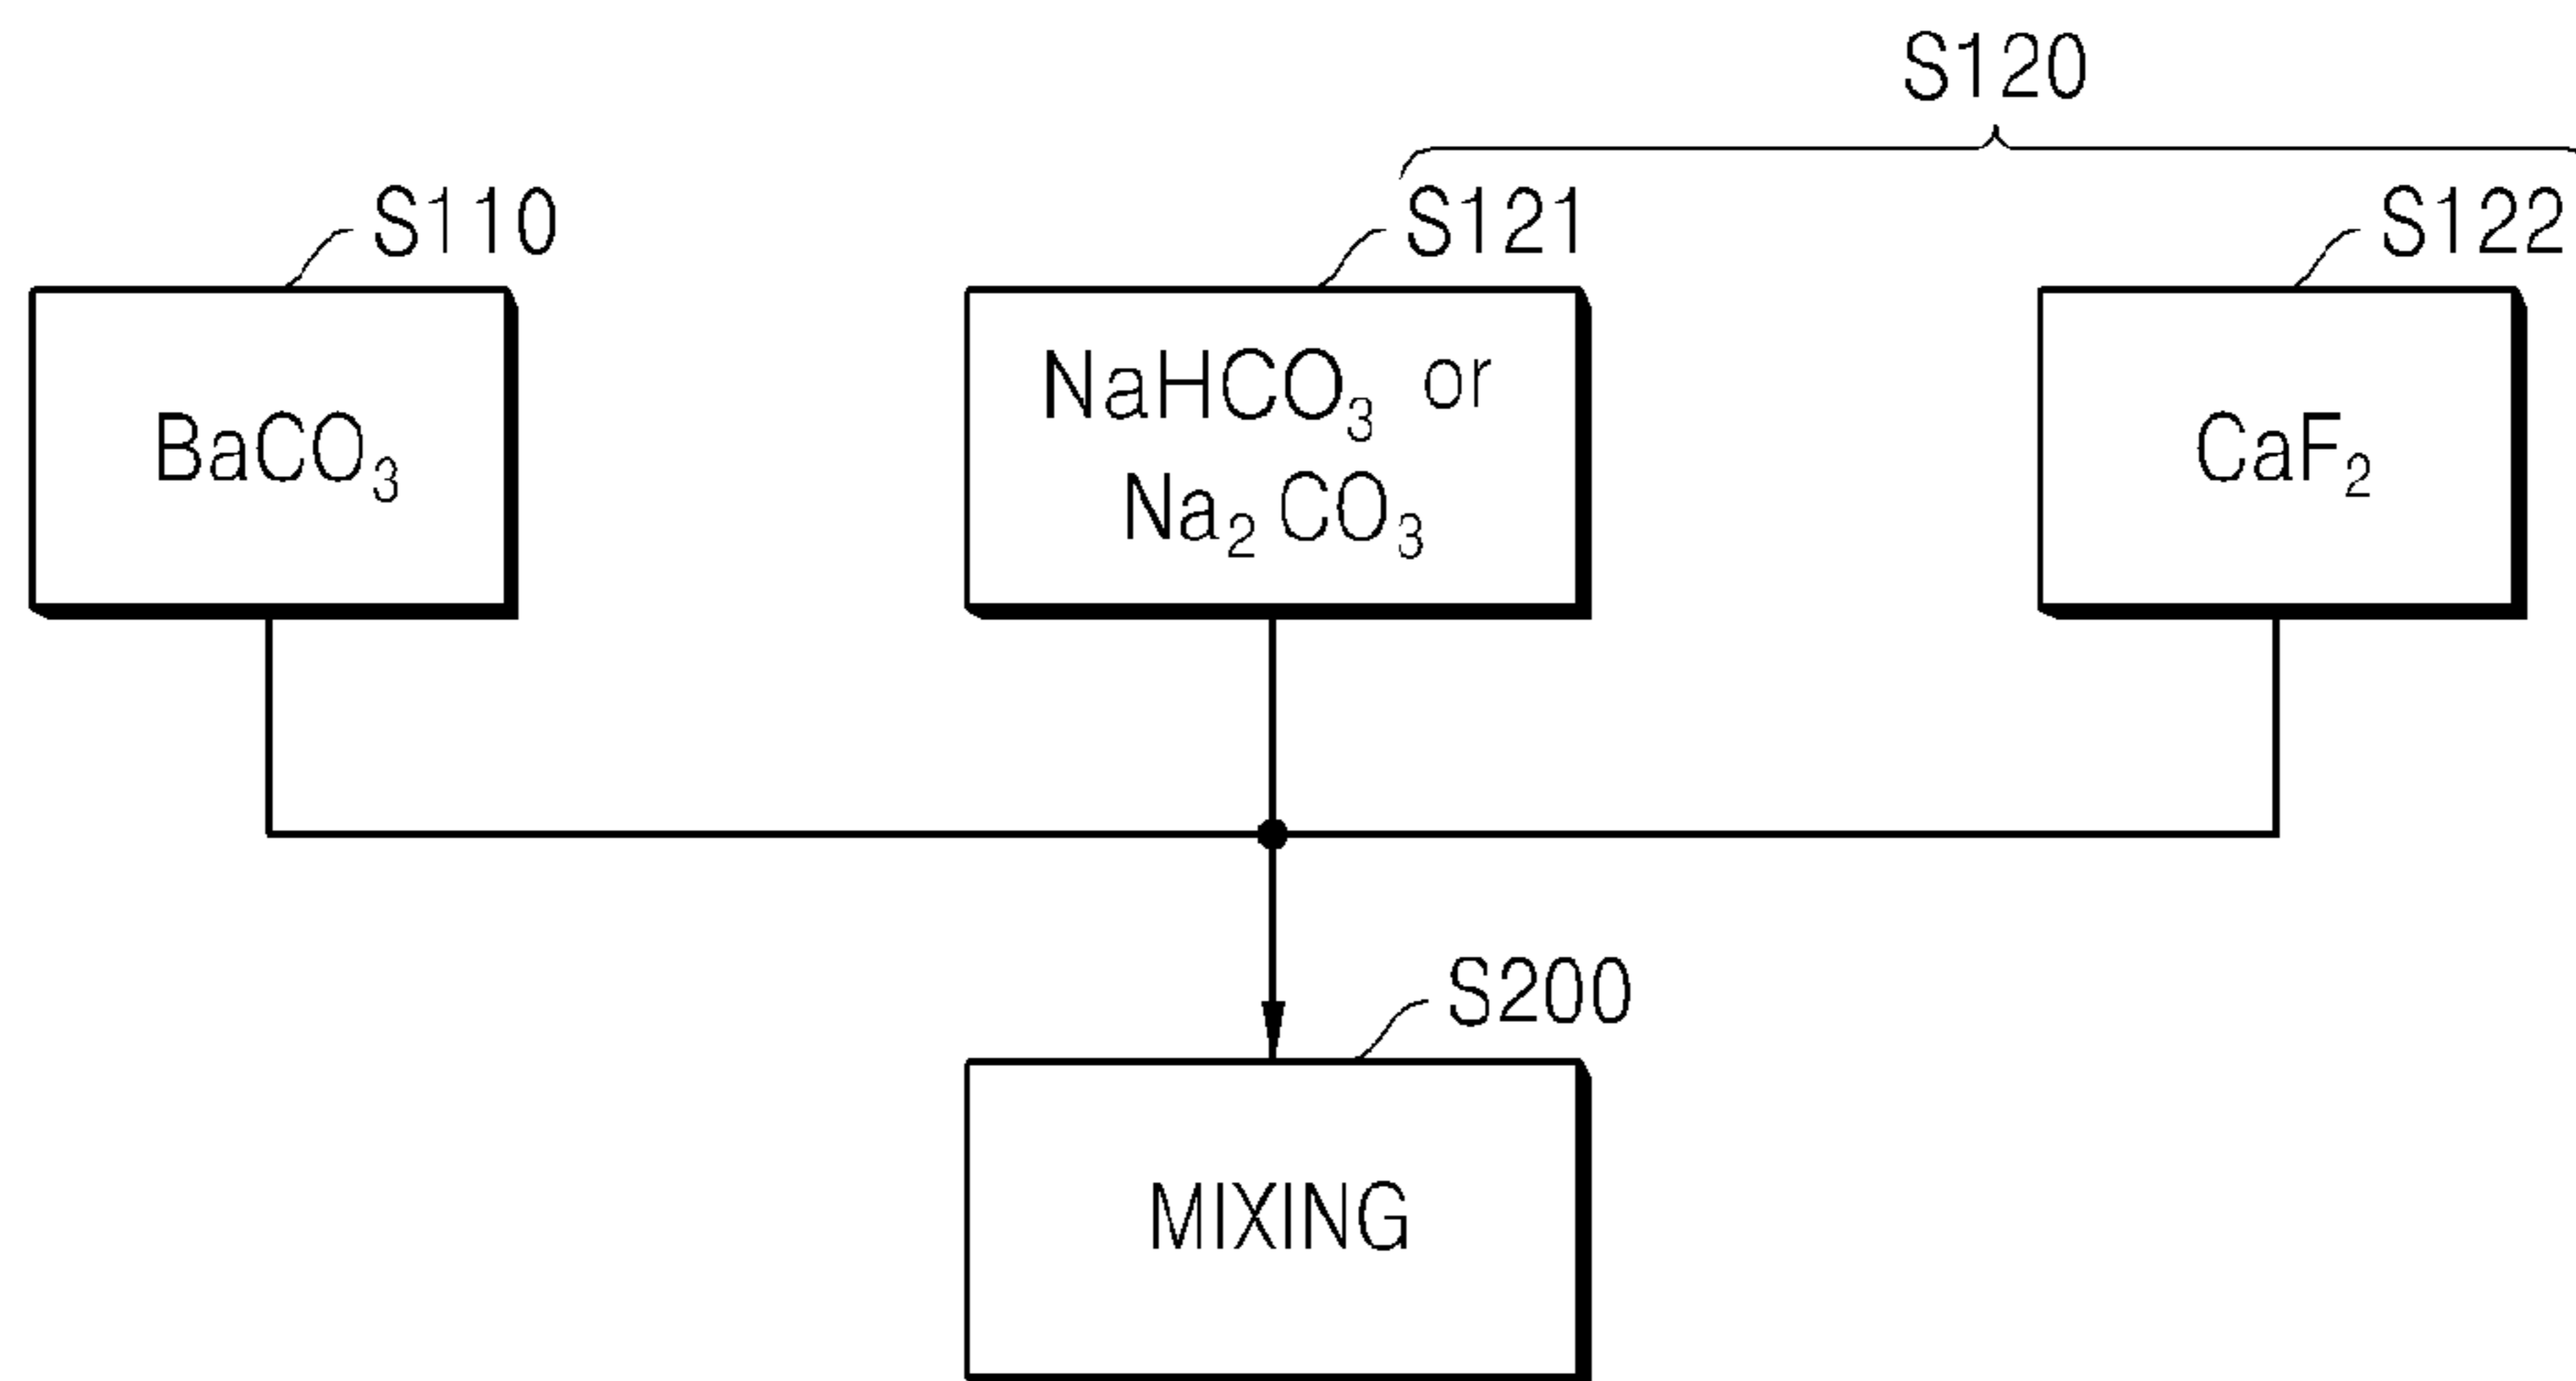 S120
S110
S121
S122
BaCO₃
NaHCO₃ or
Na₂CO₃
CaF₂
S200
MIXING